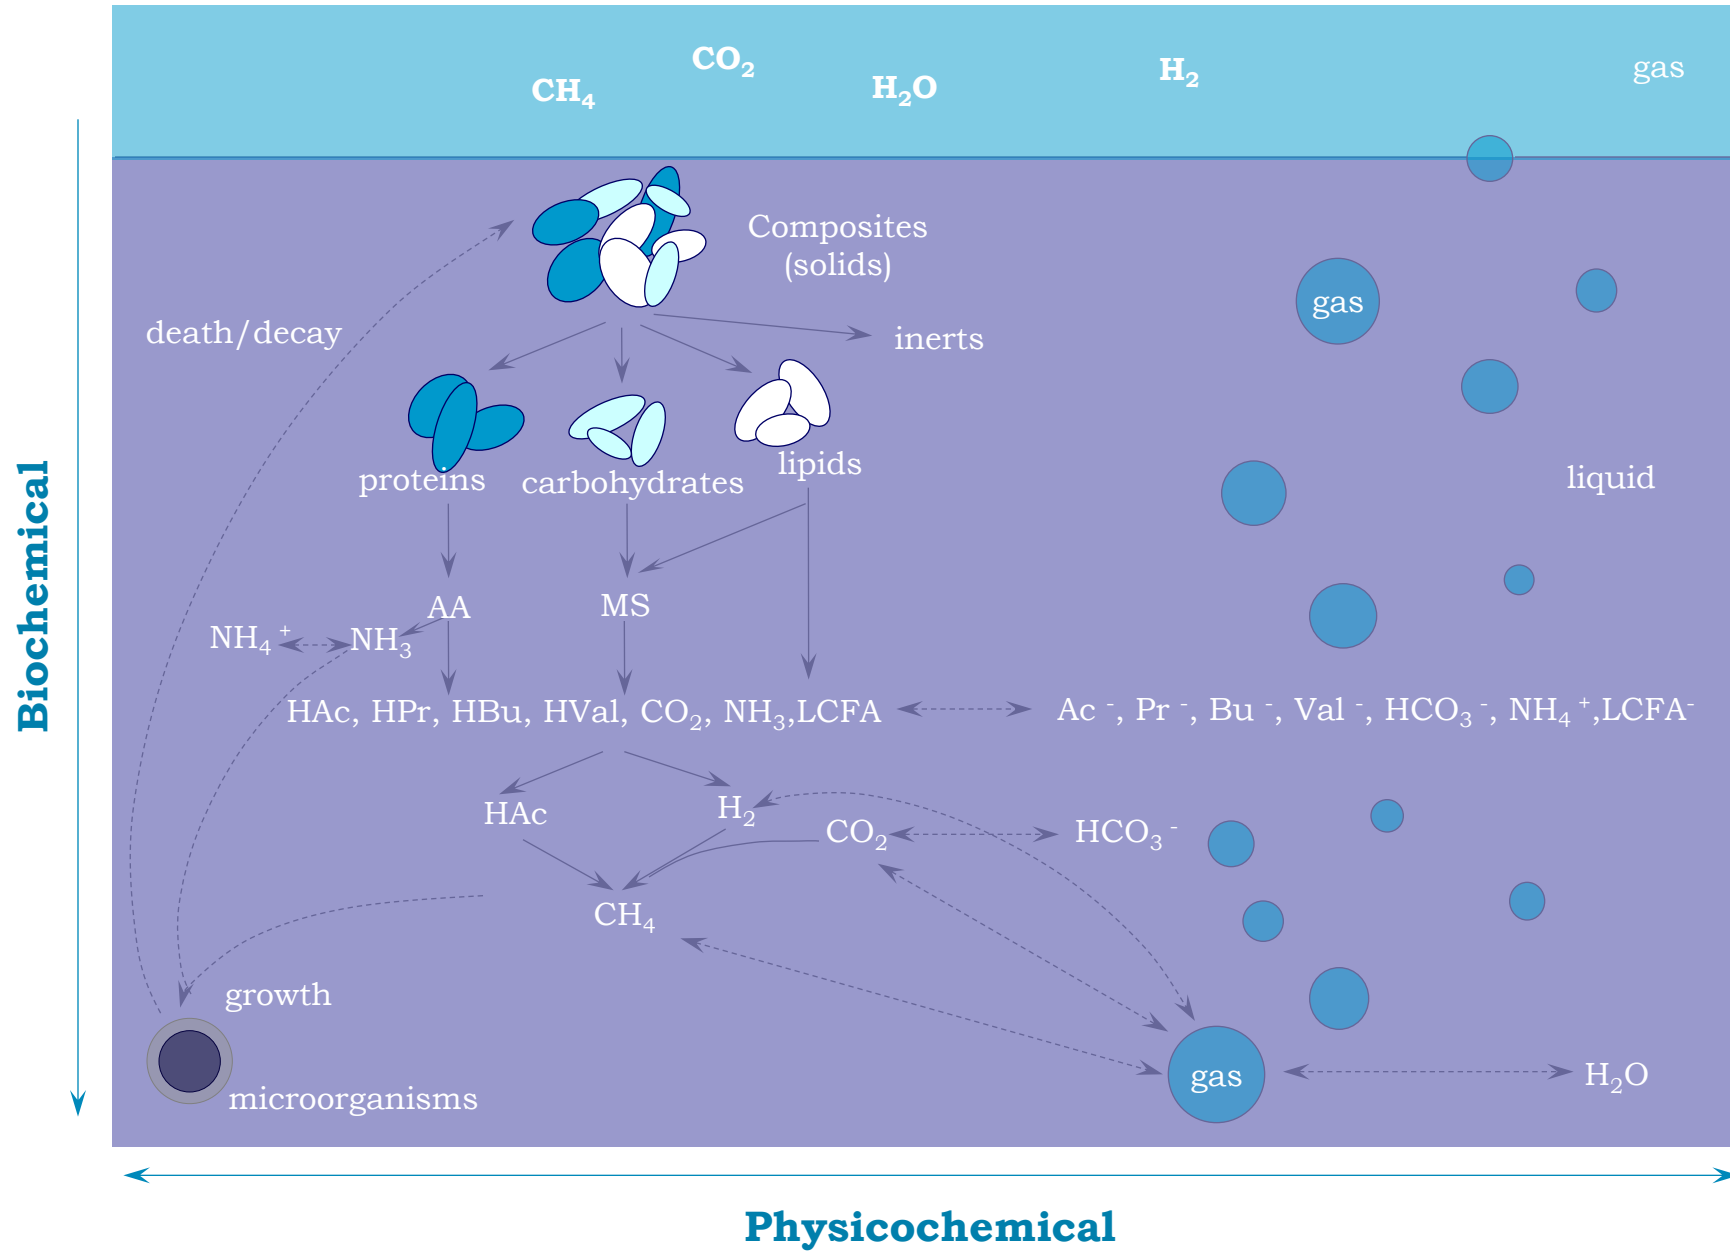 CO₂
CH₄
H₂O
H₂
gas
Composites
(solids)
death/decay
inerts
gas
proteins
carbohydrates
lipids
liquid
AA
MS
NH₄⁺
NH₃
HAc, HPr, HBu, HVal, CO₂, NH₃,LCFA
Ac⁻, Pr⁻, Bu⁻, Val⁻, HCO₃⁻, NH₄⁺,LCFA⁻
HAc
H₂
CO₂
HCO₃⁻
CH₄
growth
microorganisms
gas
H₂O
Biochemical
Physicochemical